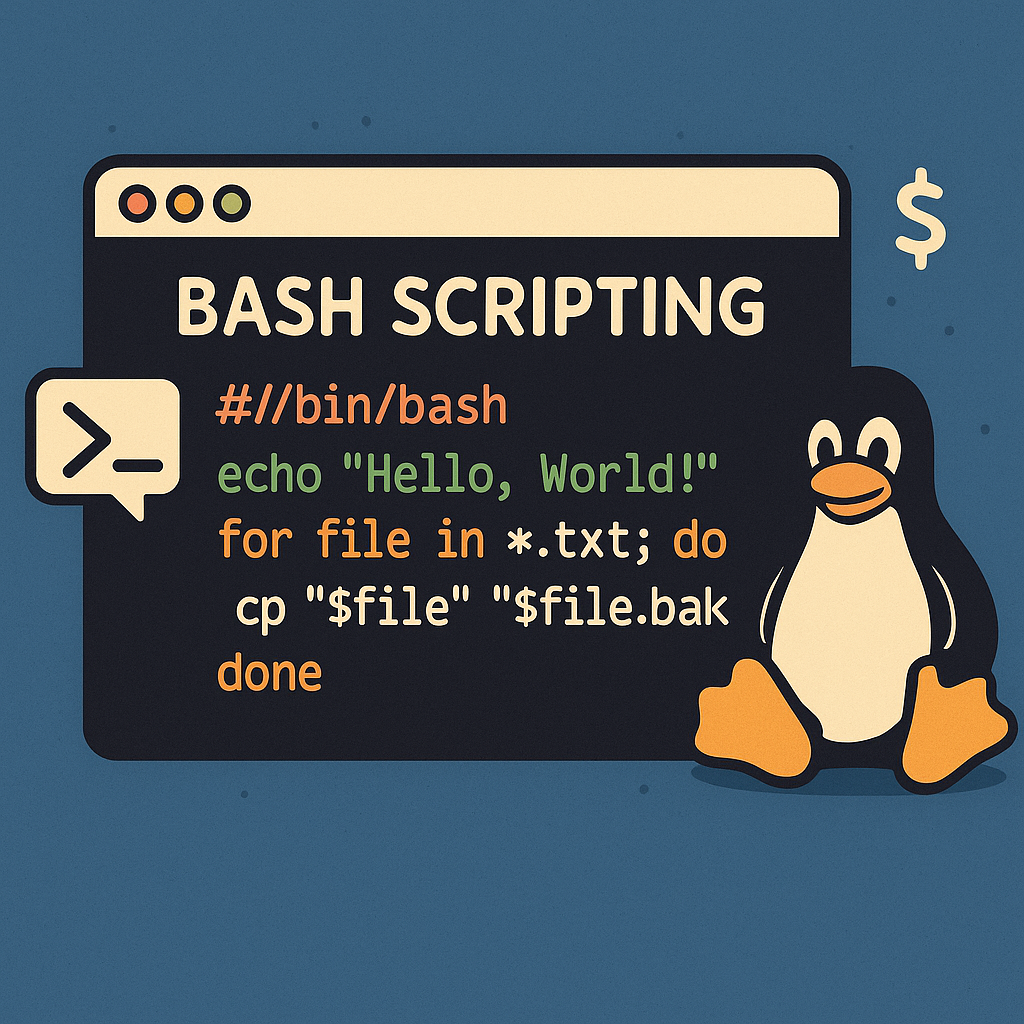 $
BASH SCRIPTING
>_
#//bin/bash
echo "Hello, World!"
for file in *.txt; do
cp "$file" "$file.bak
done